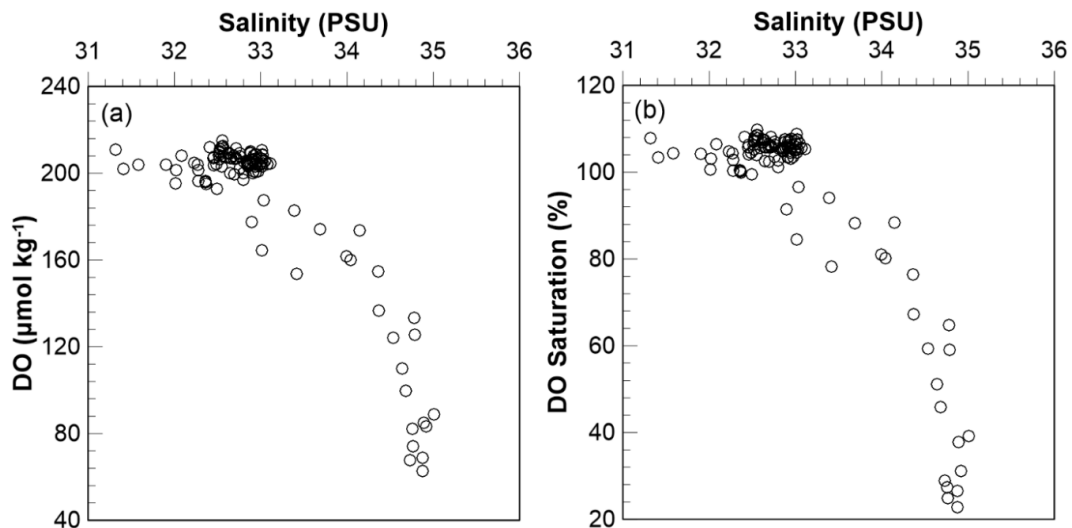 Salinity (PSU)
31 32 33 34 35 36
240
200
160
120
80
40
DO (μmol kg⁻¹)
(a)
Salinity (PSU)
31 32 33 34 35 36
120
100
80
60
40
20
DO Saturation (%)
(b)